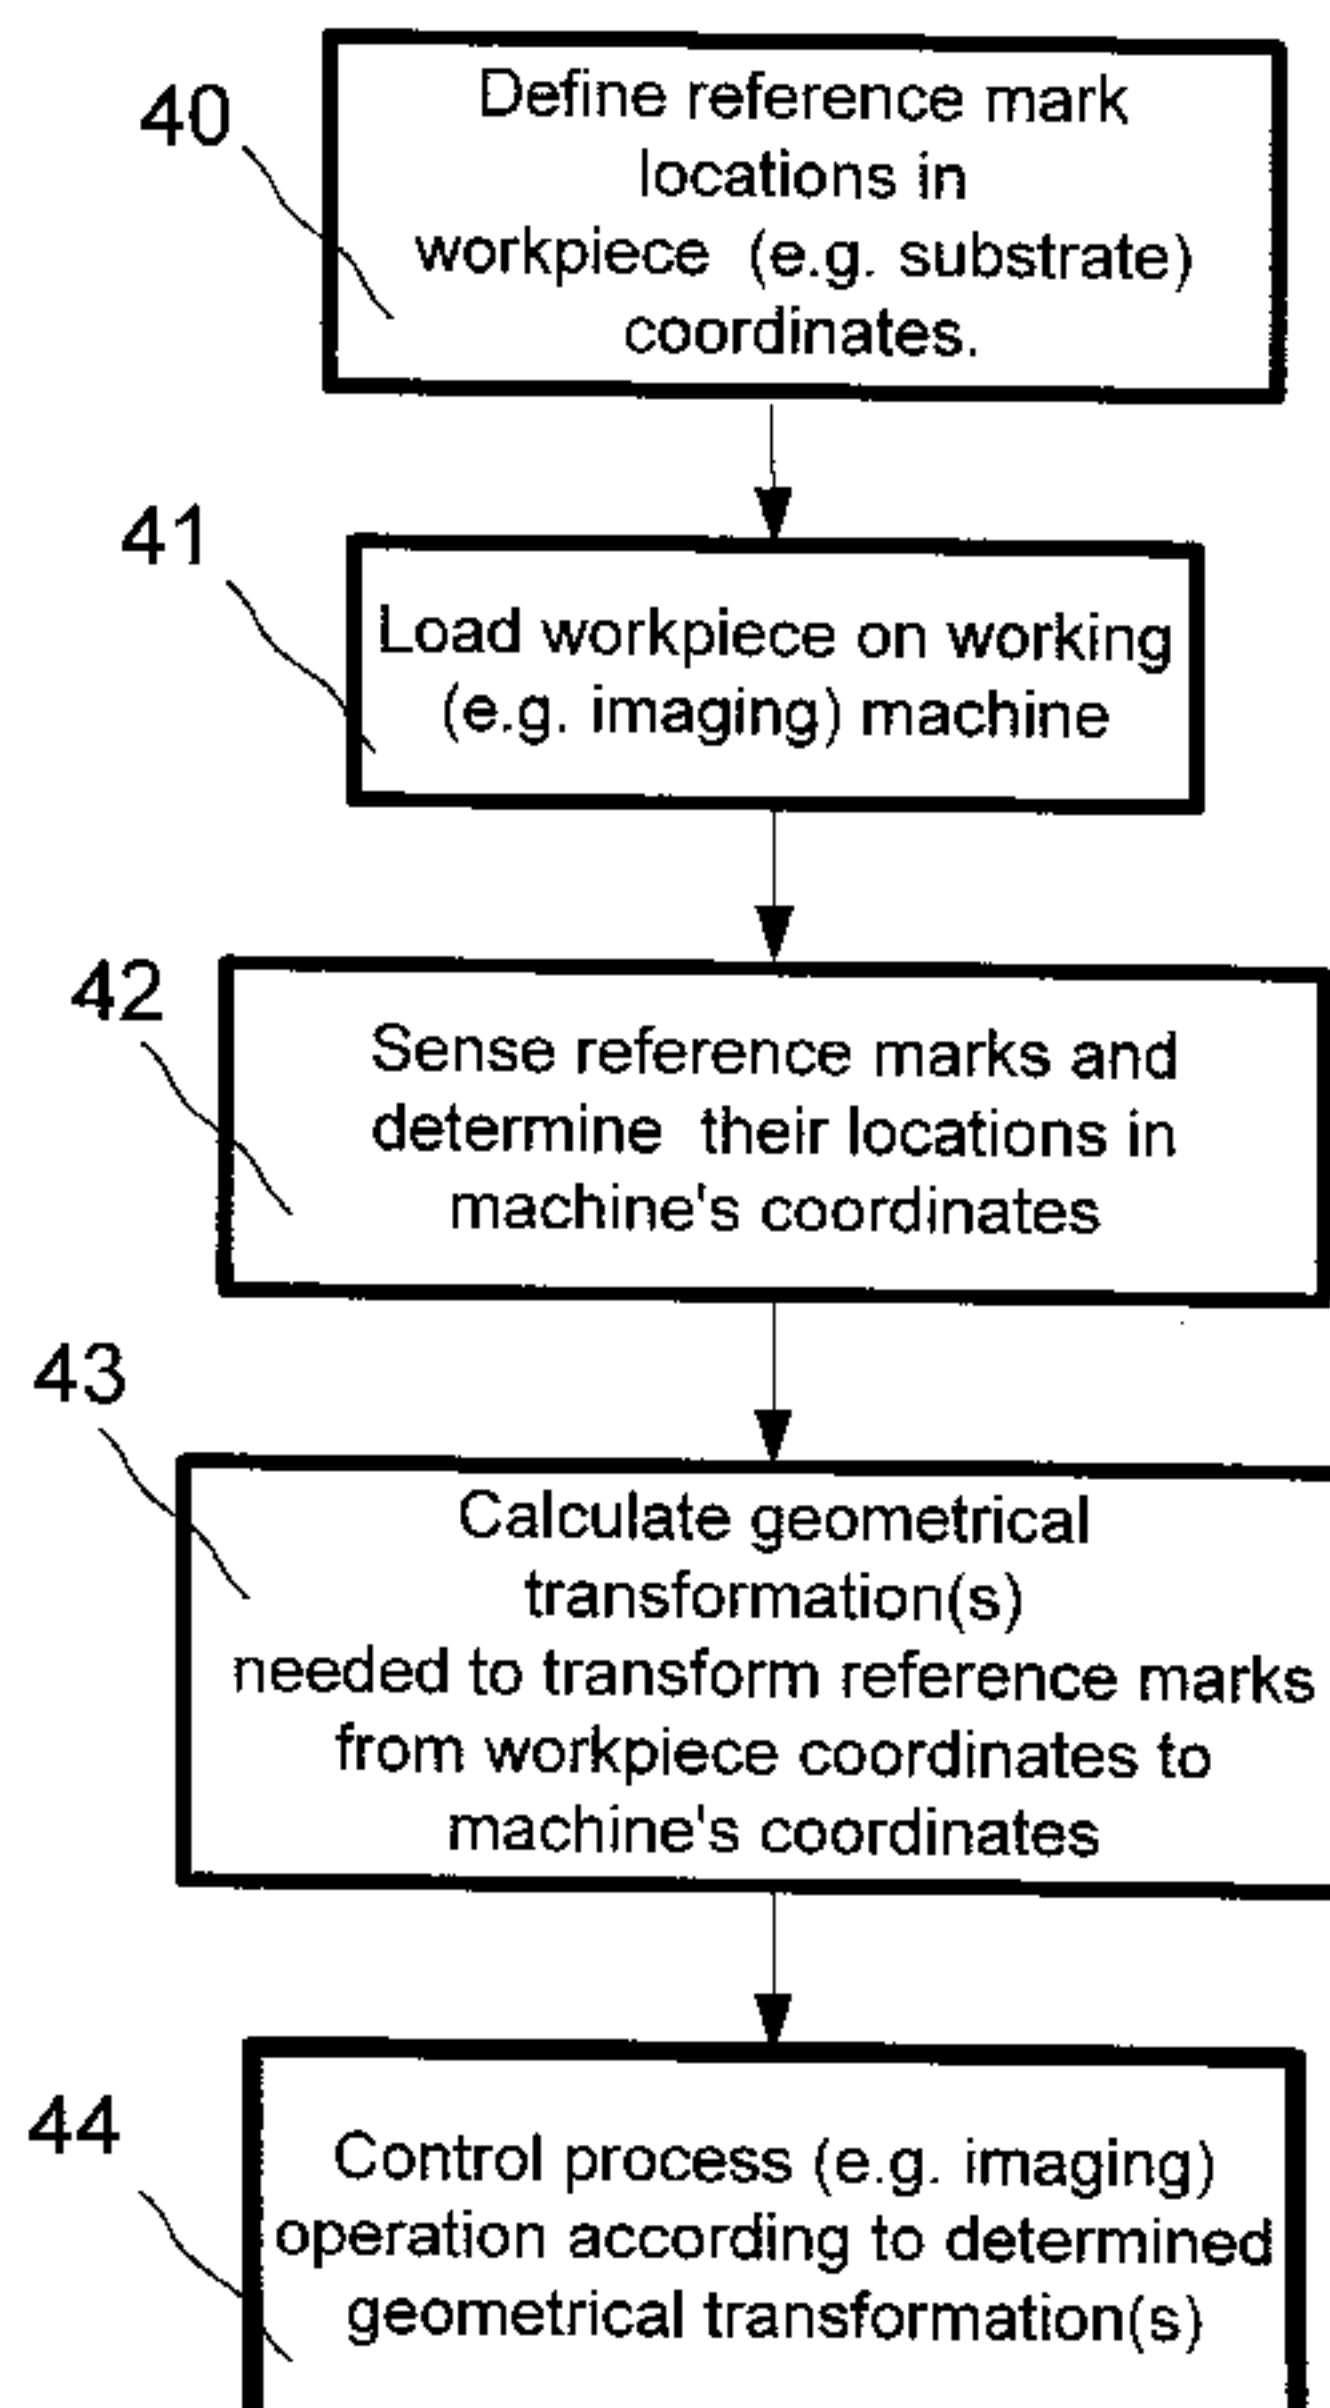 40
Define reference mark
locations in
workpiece (e.g. substrate)
coordinates.
41
Load workpiece on working
(e.g. imaging) machine
42
Sense reference marks and
determine their locations in
machine's coordinates
43
Calculate geometrical
transformation(s)
needed to transform reference marks
from workpiece coordinates to
machine's coordinates
44
Control process (e.g. imaging)
operation according to determined
geometrical transformation(s)